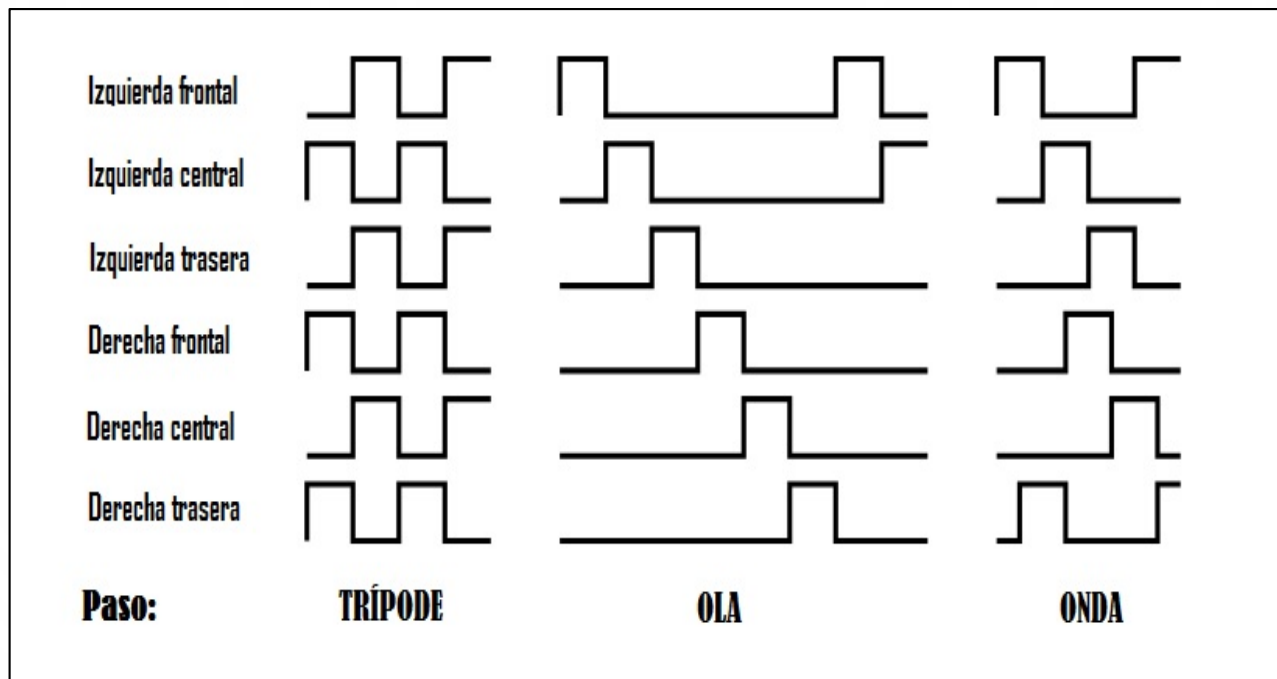 Izquierda frontal
Izquierda central
Izquierda trasera
Derecha frontal
Derecha central
Derecha trasera
Paso: TRÍPODE OLA ONDA